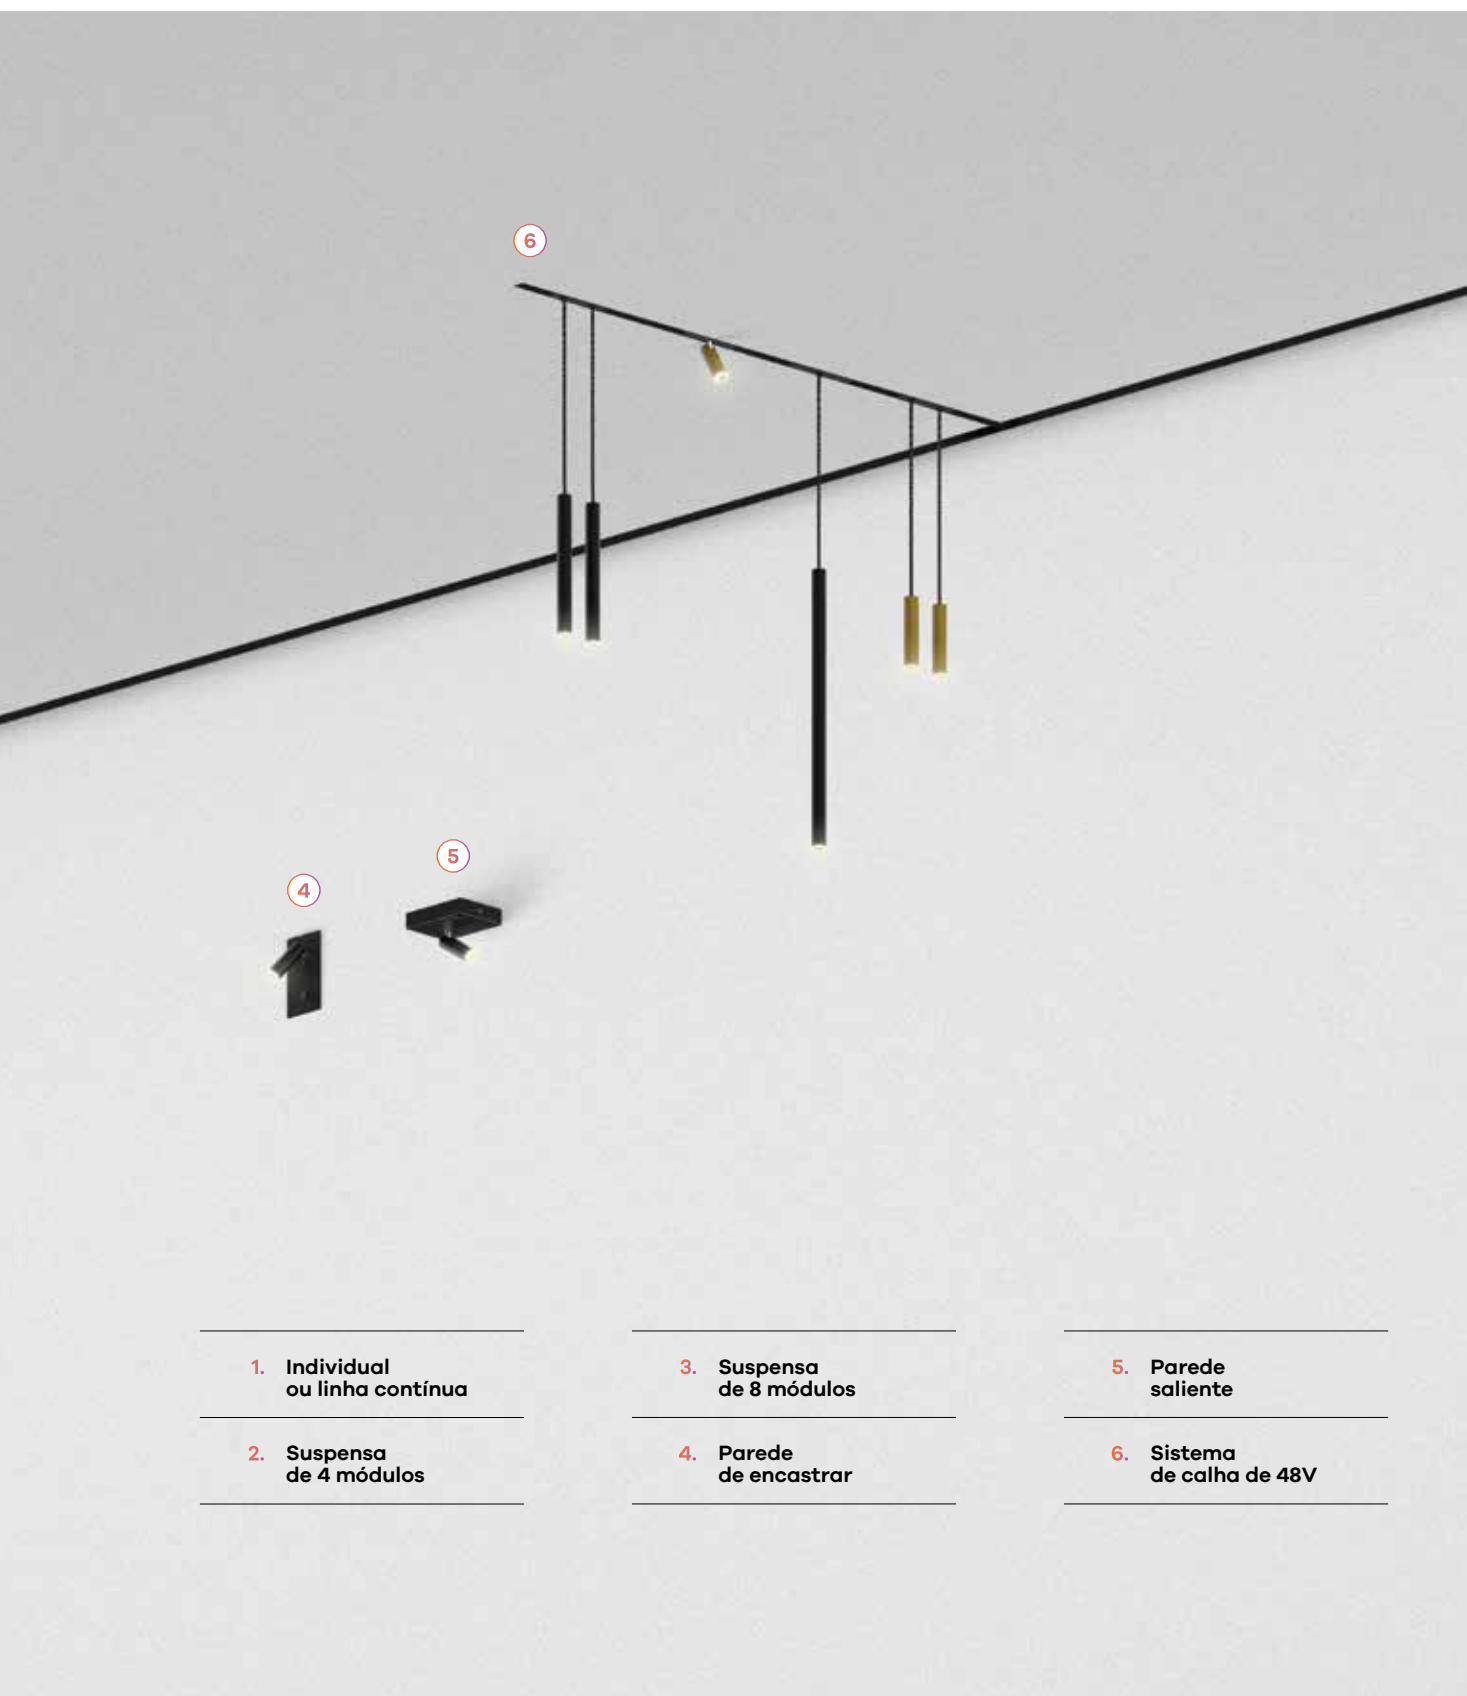 6
5
4
1. Individual
ou linha contínua
2. Suspensa
de 4 módulos
3. Suspensa
de 8 módulos
4. Parede
de encastrar
5. Parede
saliente
6. Sistema
de calha de 48V